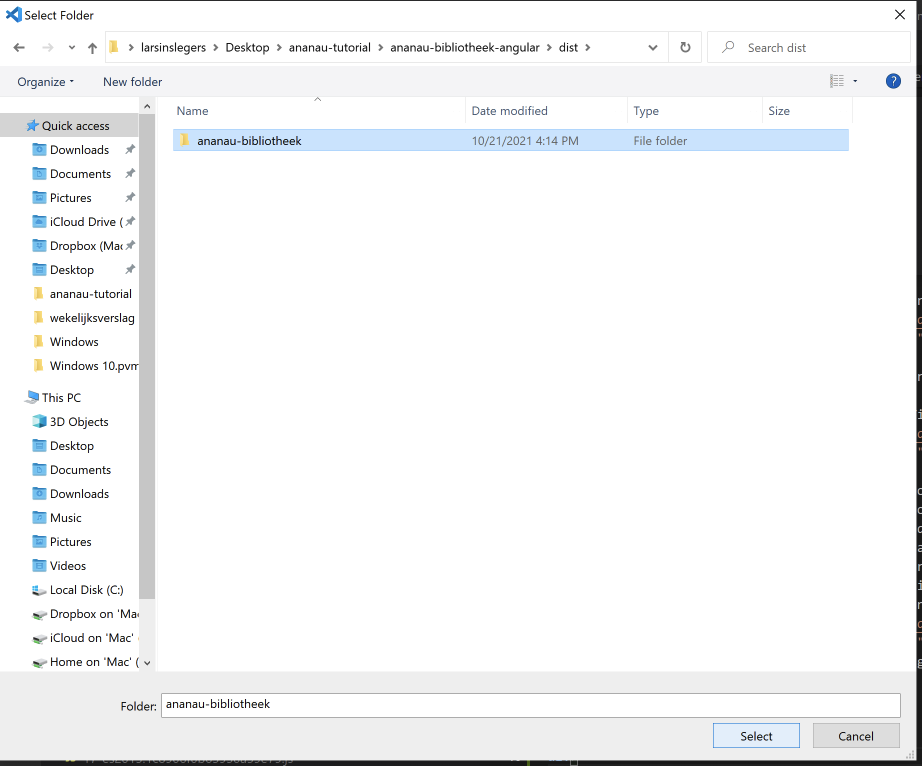 Select Folder
larsinslegers > Desktop > ananau-tutorial > ananau-bibliotheek-angular > dist >
Search dist
Organize
New folder
?
Name
Date modified
Type
Size
ananau-bibliotheek
10/21/2021 4:14 PM
File folder
Quick access
Downloads
Documents
Pictures
iCloud Drive (
Dropbox (Mac
Desktop
ananau-tutorial
wekelijksverslag
Windows
Windows 10.pvm
This PC
3D Objects
Desktop
Documents
Downloads
Music
Pictures
Videos
Local Disk (C:)
Dropbox on 'Mac
iCloud on 'Mac'
Home on 'Mac' (
Folder:
ananau-bibliotheek
Select
Cancel